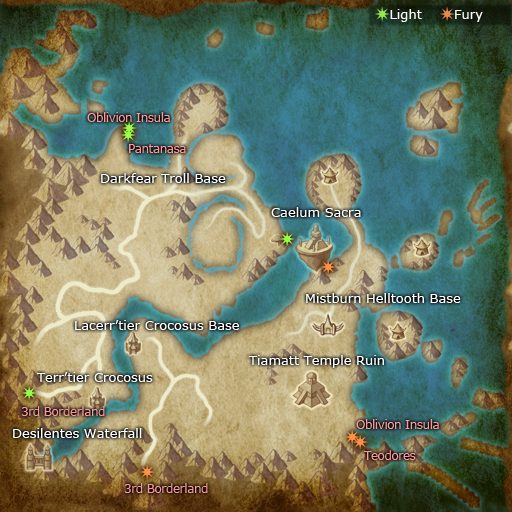 Light
Fury
Oblivion Insula
Pantanasa
Darkfear Troll Base
Caelum Sacra
Mistburn Helltooth Base
Lacerr'tier Crocosus Base
Tiamatt Temple Ruin
Terr'tier Crocosus
3rd Borderland
Oblivion Insula
Desilentes Waterfall
Teodores
3rd Borderland